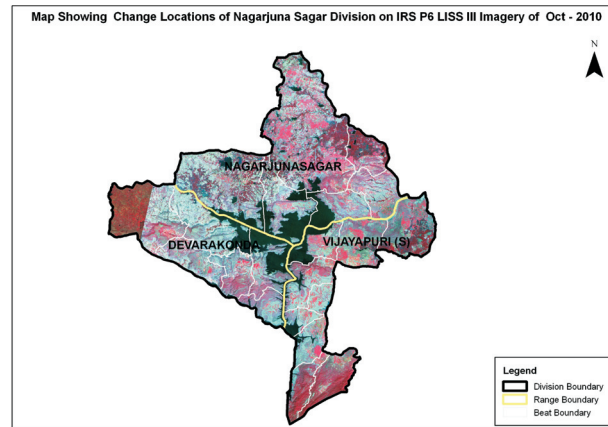 Map Showing Change Locations of Nagarjuna Sagar Division on IRS P6 LISS III Imagery of Oct - 2010
N
NAGARJUNASAGAR
DEVARAKONDA
VIJAYAPURI (S)
Legend
Division Boundary
Range Boundary
Beat Boundary